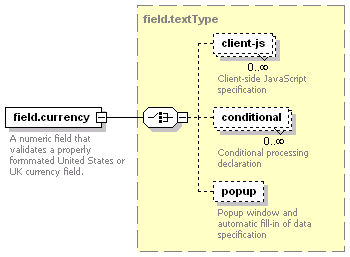 field.textType
client-js
0..∞
Client-side JavaScript
specification
field.currency
A numeric field that
validates a properly
formmated United States or
UK currency field.
conditional
0..∞
Conditional processing
declaration
popup
Popup window and
automatic fill-in of data
specification